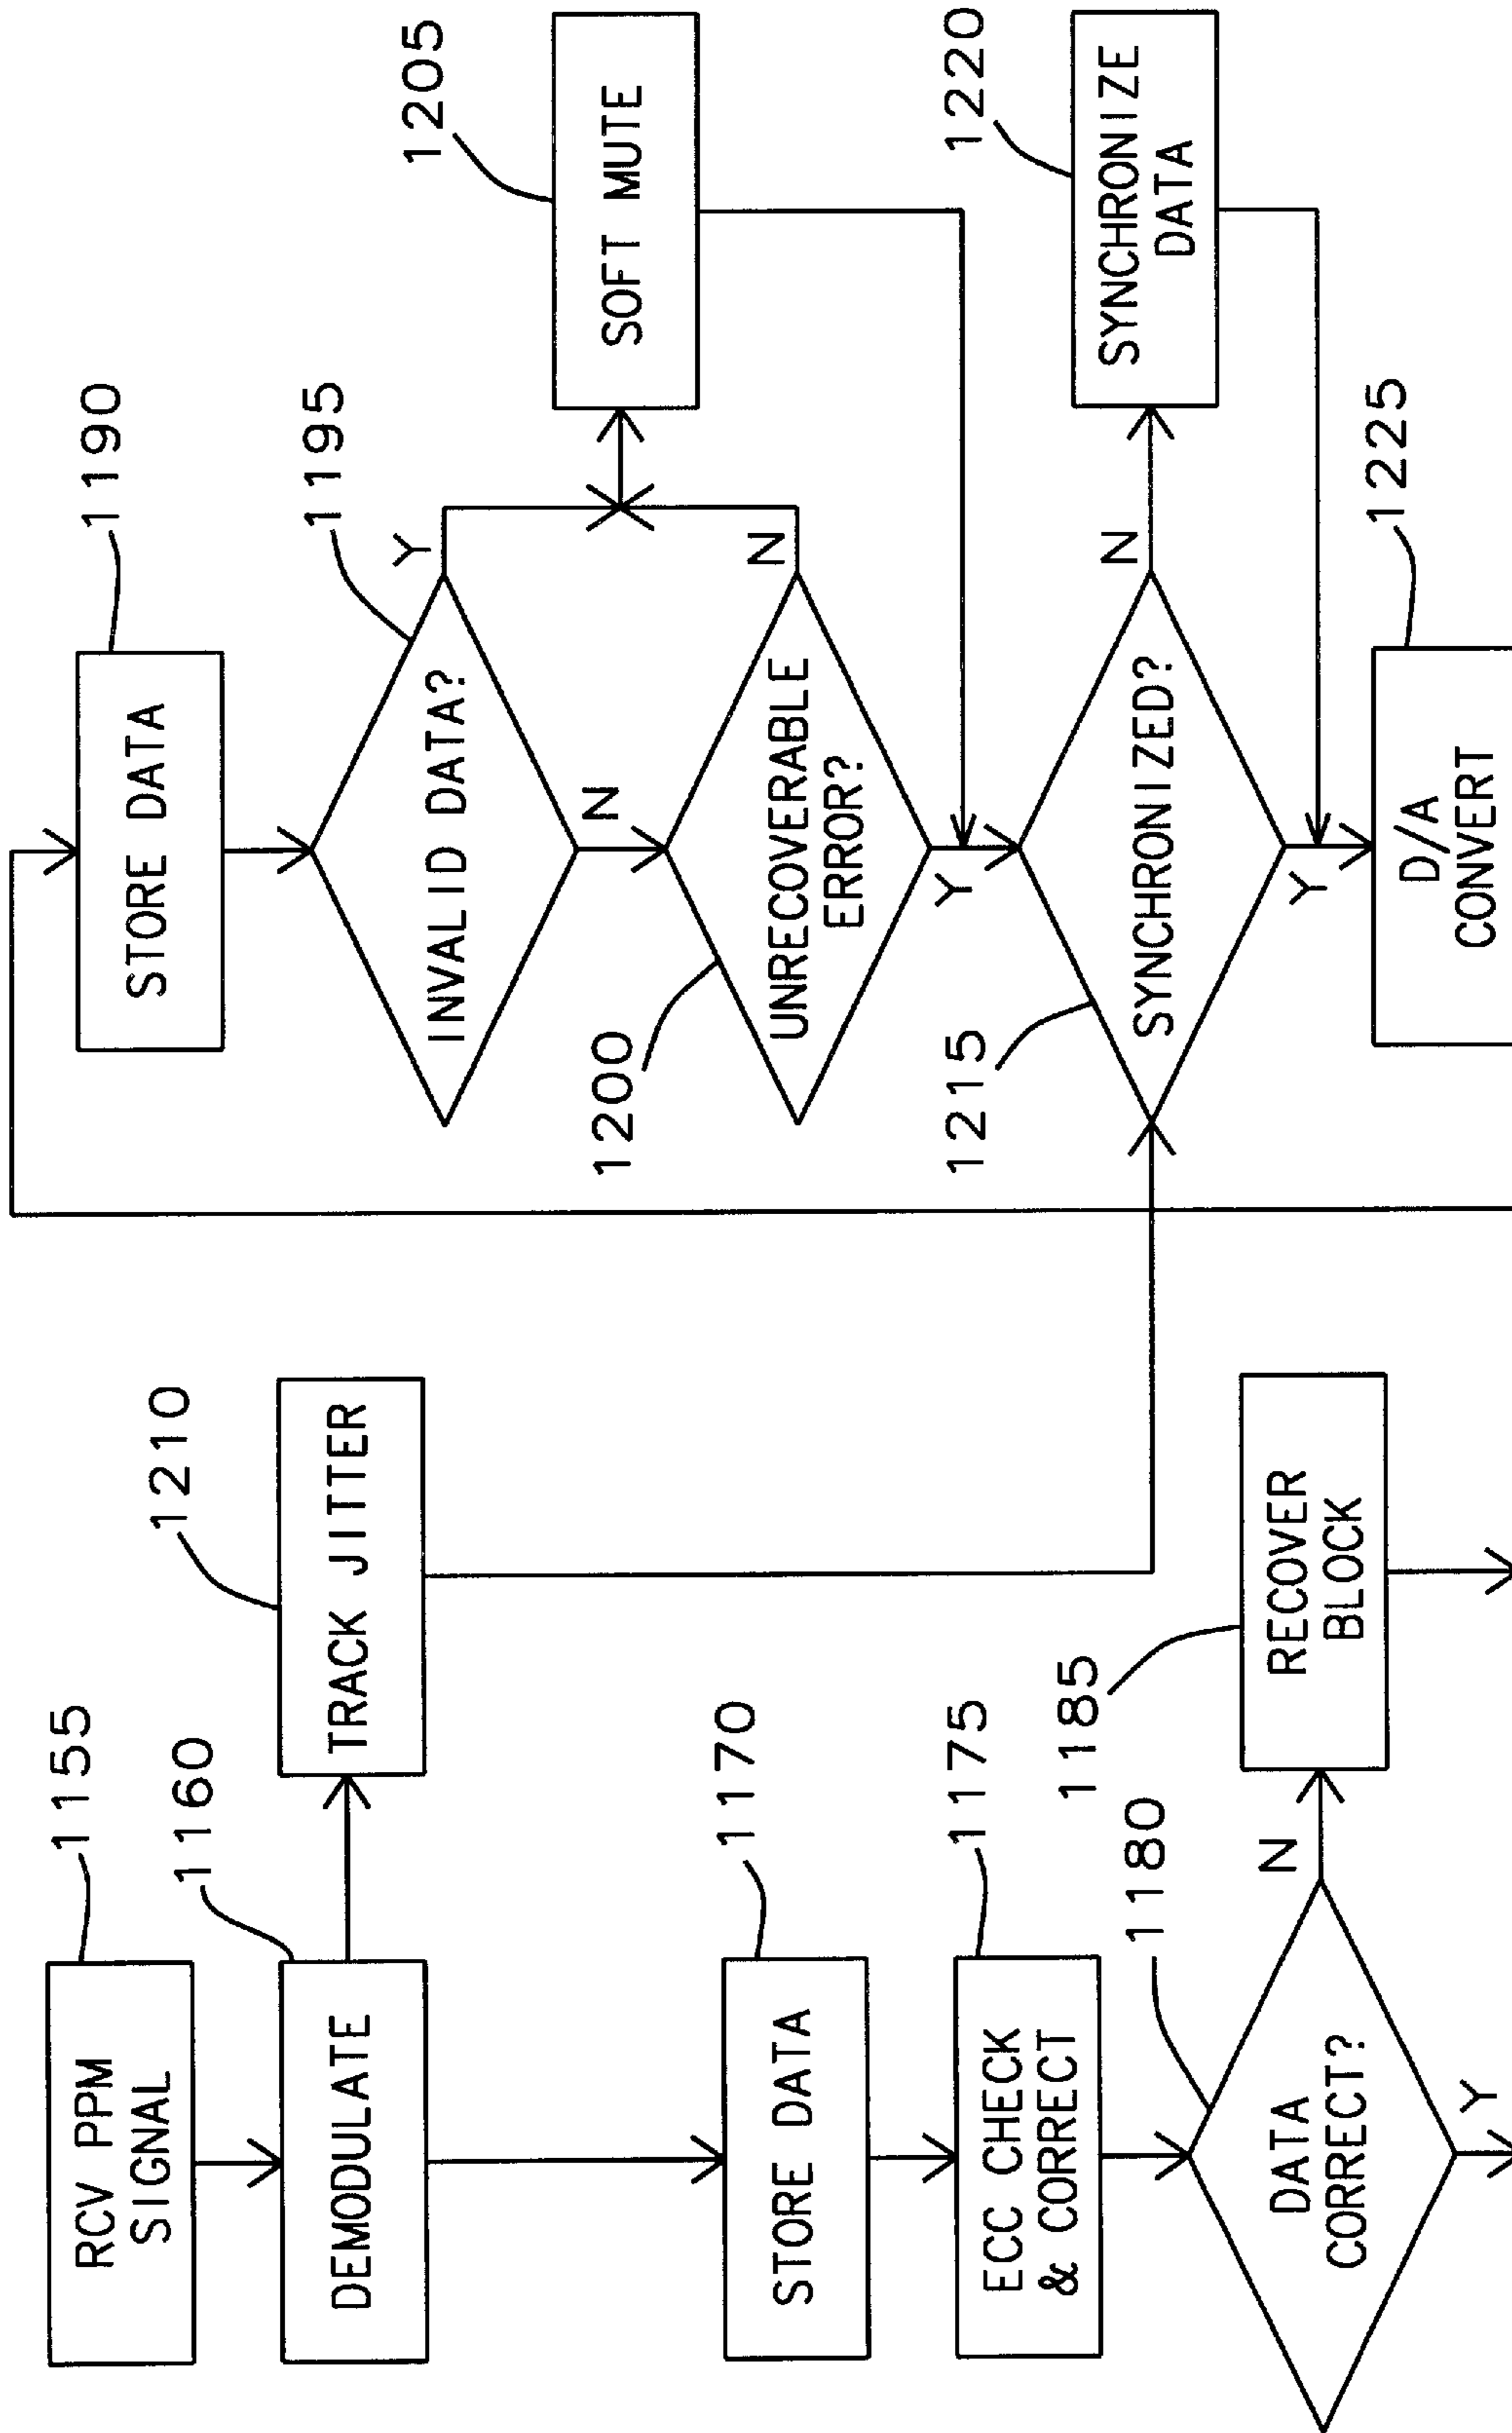 1155
RCV PPM
SIGNAL
1160
DEMODULATE
1210
TRACK JITTER
1170
STORE DATA
1175
ECC CHECK
& CORRECT
1180
DATA
CORRECT?
N
Y
1185
RECOVER
BLOCK
1190
STORE DATA
1195
INVALID DATA?
Y
N
1200
UNRECOVERABLE
ERROR?
N
Y
1205
SOFT MUTE
1215
SYNCHRONIZED?
N
Y
1220
SYNCHRONIZE
DATA
1225
D/A
CONVERT